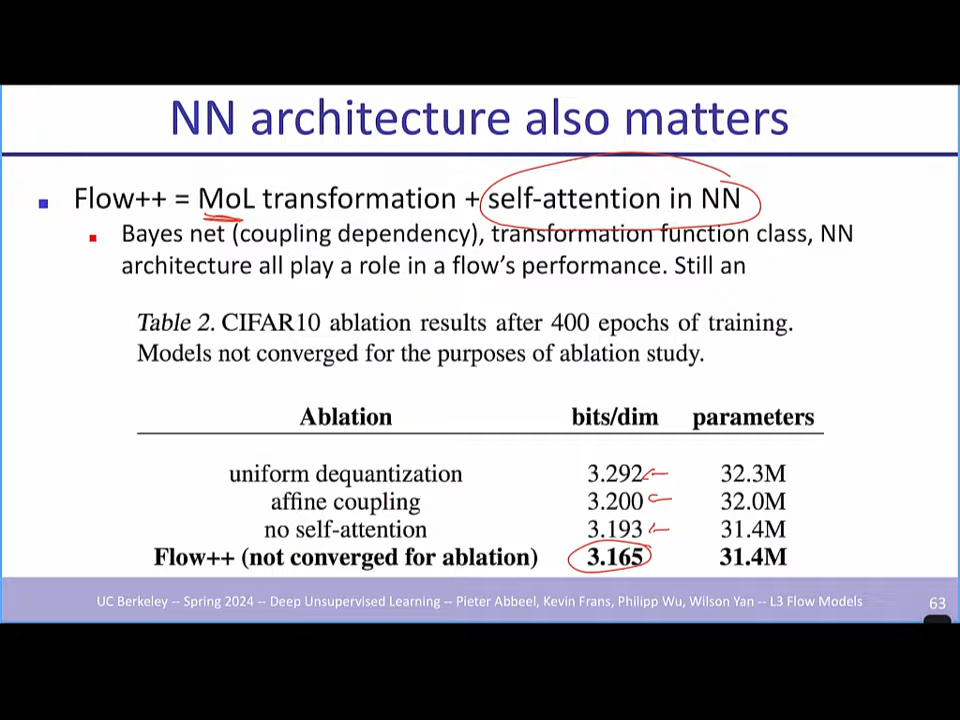 NN architecture also matters
Flow++ = MoL transformation + self-attention in NN
Bayes net (coupling dependency), transformation function class, NN
architecture all play a role in a flow's performance. Still an
Table 2. CIFAR10 ablation results after 400 epochs of training.
Models not converged for the purposes of ablation study.
Ablation bits/dim parameters
uniform dequantization 3.292 32.3M
affine coupling 3.200 32.0M
no self-attention 3.193 31.4M
Flow++ (not converged for ablation) 3.165 31.4M
UC Berkeley -- Spring 2024 -- Deep Unsupervised Learning -- Pieter Abbeel, Kevin Frans, Philipp Wu, Wilson Yan -- L3 Flow Models 63